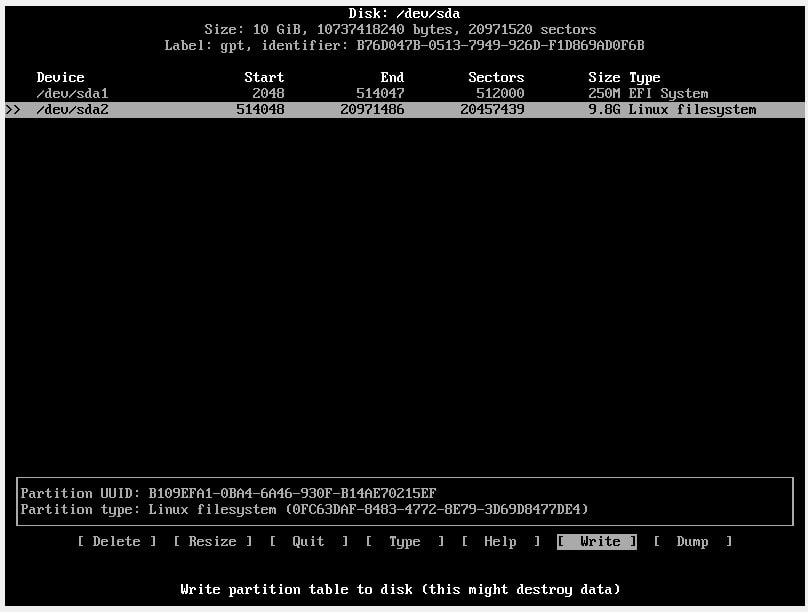 Disk: /dev/sda
Size: 10 GiB, 10737418240 bytes, 20971520 sectors
Label: gpt, identifier: B76D047B-0513-7949-926D-F1D869AD0F6B
Device Start End Sectors Size Type
/dev/sda1 2048 514047 512000 250M EFI System
>> /dev/sda2 514048 20971486 20457439 9.8G Linux filesystem
Partition UUID: B109EFA1-0BA4-6A46-930F-B14AE70215EF
Partition type: Linux filesystem (0FC63DAF-8483-4772-8E79-3D69D8477DE4)
[ Delete ] [ Resize ] [ Quit ] [ Type ] [ Help ] [ Write ] [ Dump ]
Write partition table to disk (this might destroy data)